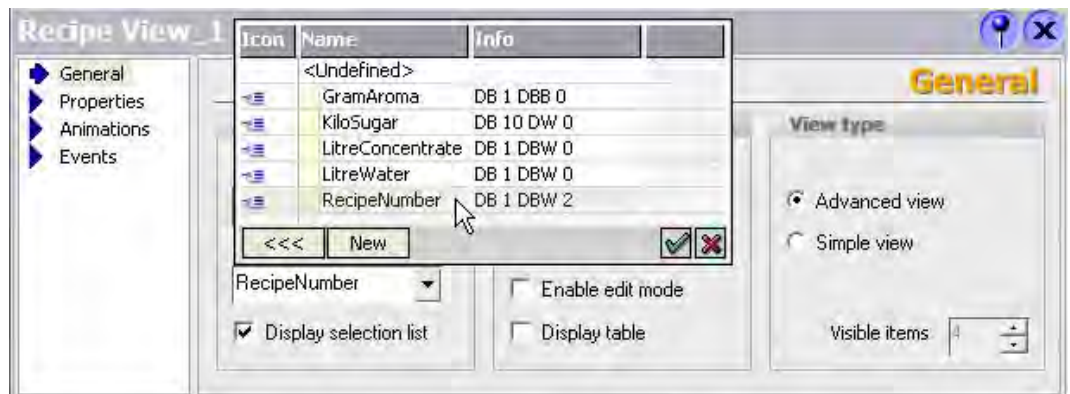 Recipe View_1
General
Properties
Animations
Events
Icon Name Info
<Undefined>
GramAroma DB 1 DBB 0
KiloSugar DB 10 DW 0
LitreConcentrate DB 1 DBW 0
LitreWater DB 1 DBW 0
RecipeNumber DB 1 DBW 2
<<< New
RecipeNumber
Display selection list
Enable edit mode
Display table
General
View type
Advanced view
Simple view
Visible items 4